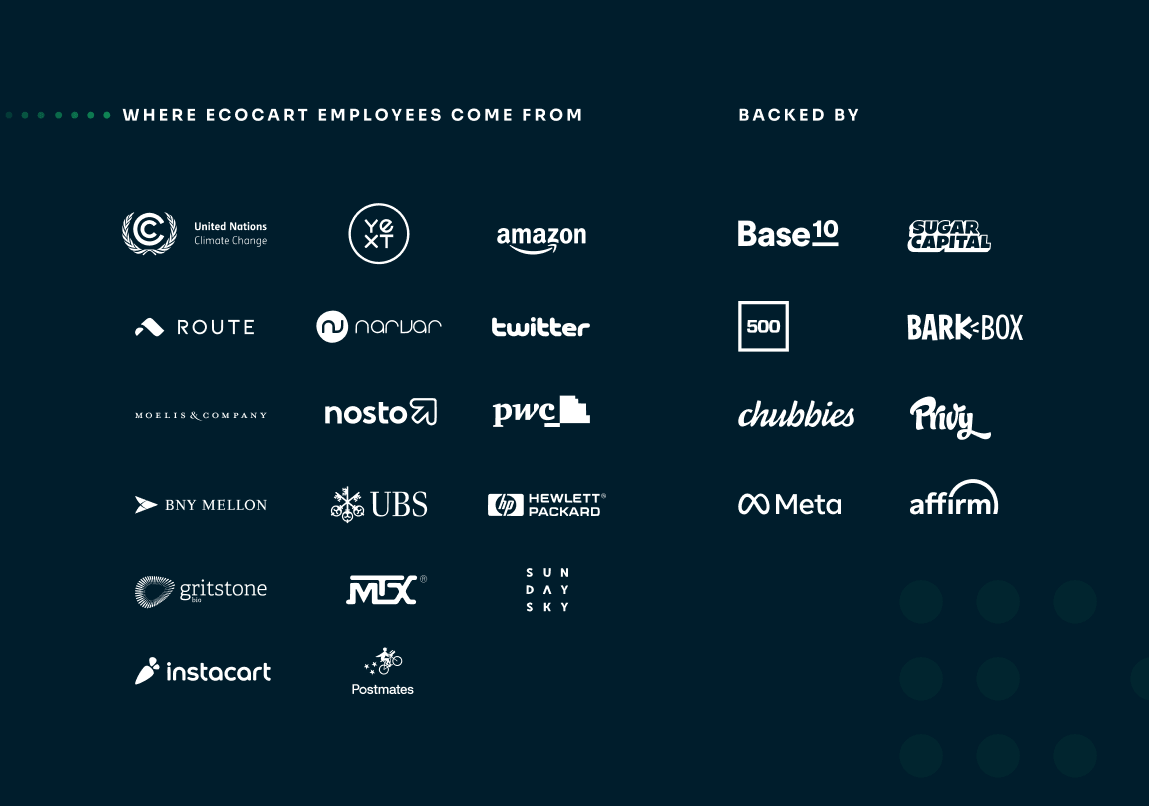 WHERE ECOCART EMPLOYEES COME FROM
BACKED BY
United Nations
Climate Change
YEXT
amazon
Base10
SUGAR
CAPITAL
ROUTE
narvar
twitter
500
BARK BOX
MOELIS & COMPANY
nosto
pwc
chubbies
Privy
BNY MELLON
UBS
hp HEWLETT®
PACKARD
Meta
affirm
gritstone
bio
MTX®
SUN
DAY
SKY
instacart
Postmates